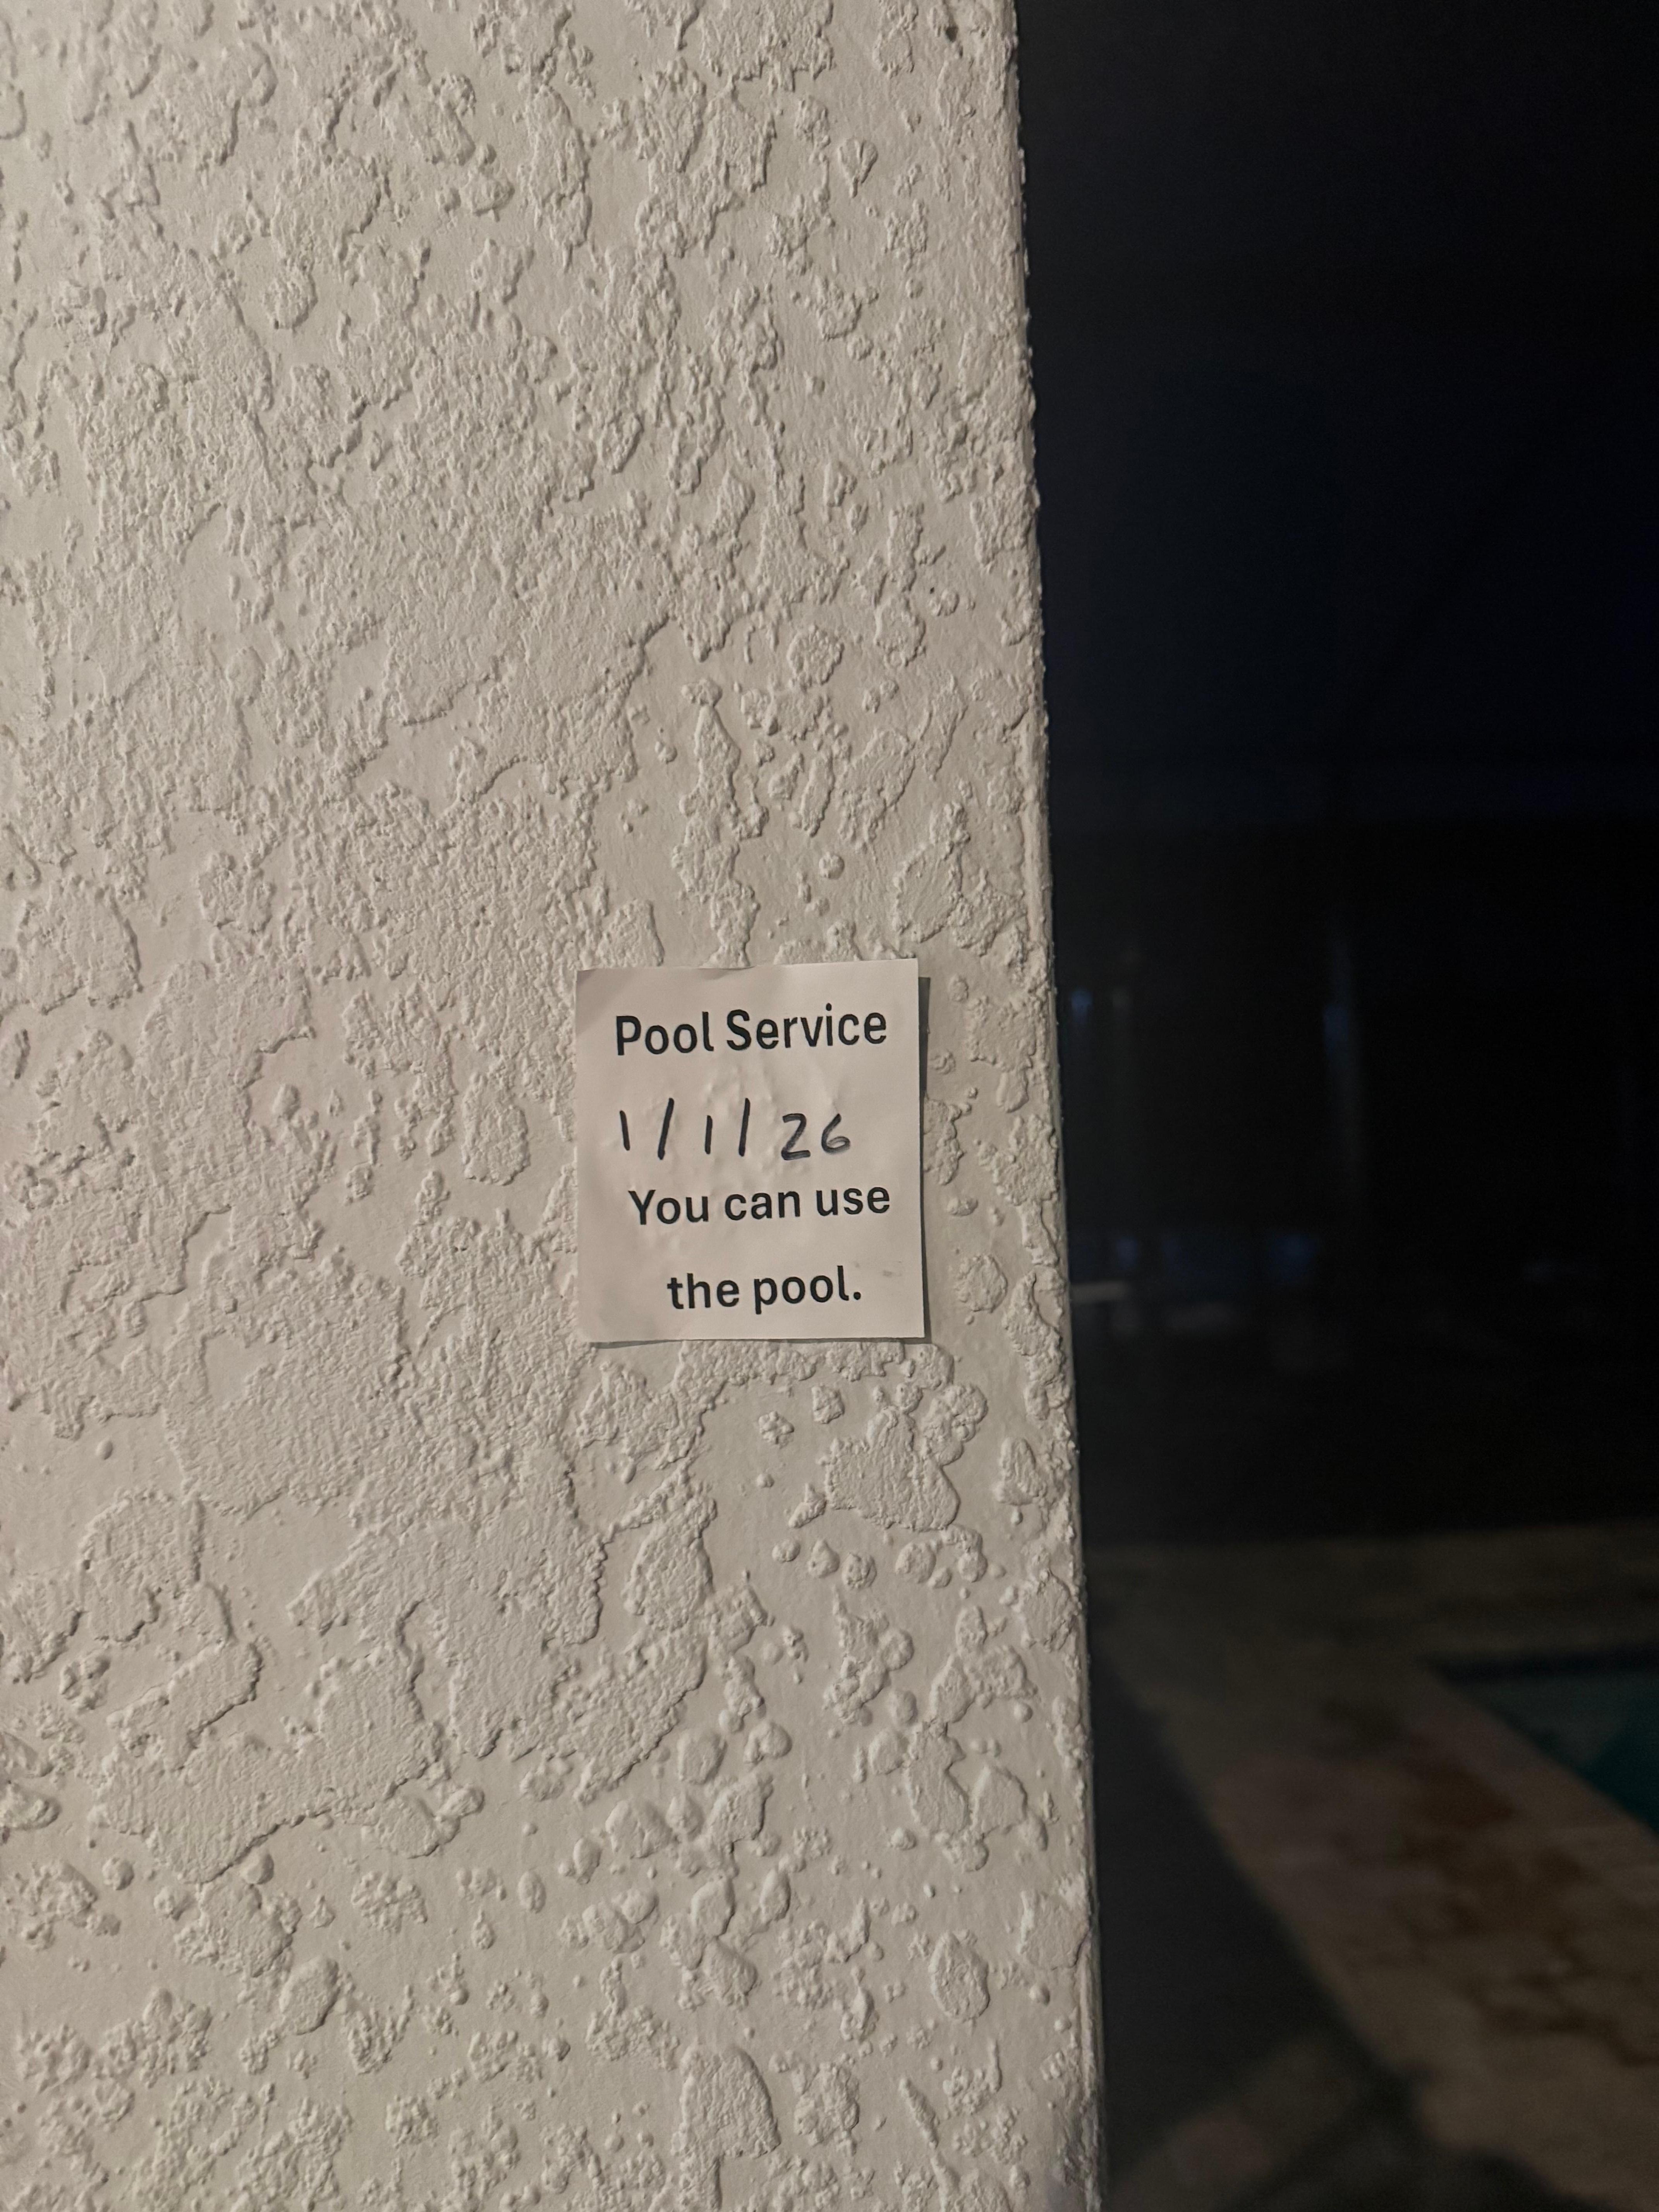 Pool Service
1/1/26
You can use
the pool.